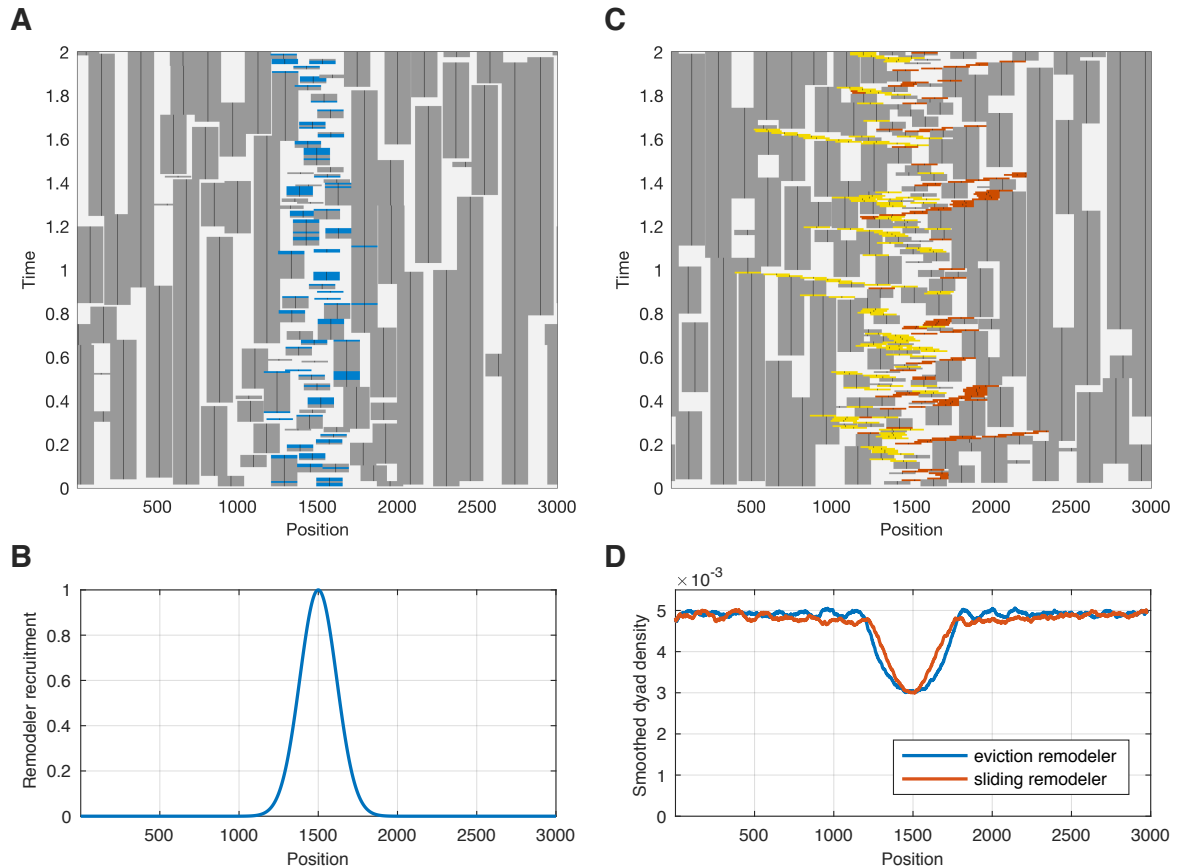 A
2
1.8
1.6
1.4
1.2
1
0.8
0.6
0.4
0.2
0
Time
500 1000 1500 2000 2500 3000
Position
C
2
1.8
1.6
1.4
1.2
1
0.8
0.6
0.4
0.2
0
Time
500 1000 1500 2000 2500 3000
Position
B
1
0.8
0.6
0.4
0.2
0
Remodeler recruitment
500 1000 1500 2000 2500 3000
Position
D
× 10⁻³
5
4
3
2
1
0
Smoothed dyad density
eviction remodeler
sliding remodeler
500 1000 1500 2000 2500 3000
Position